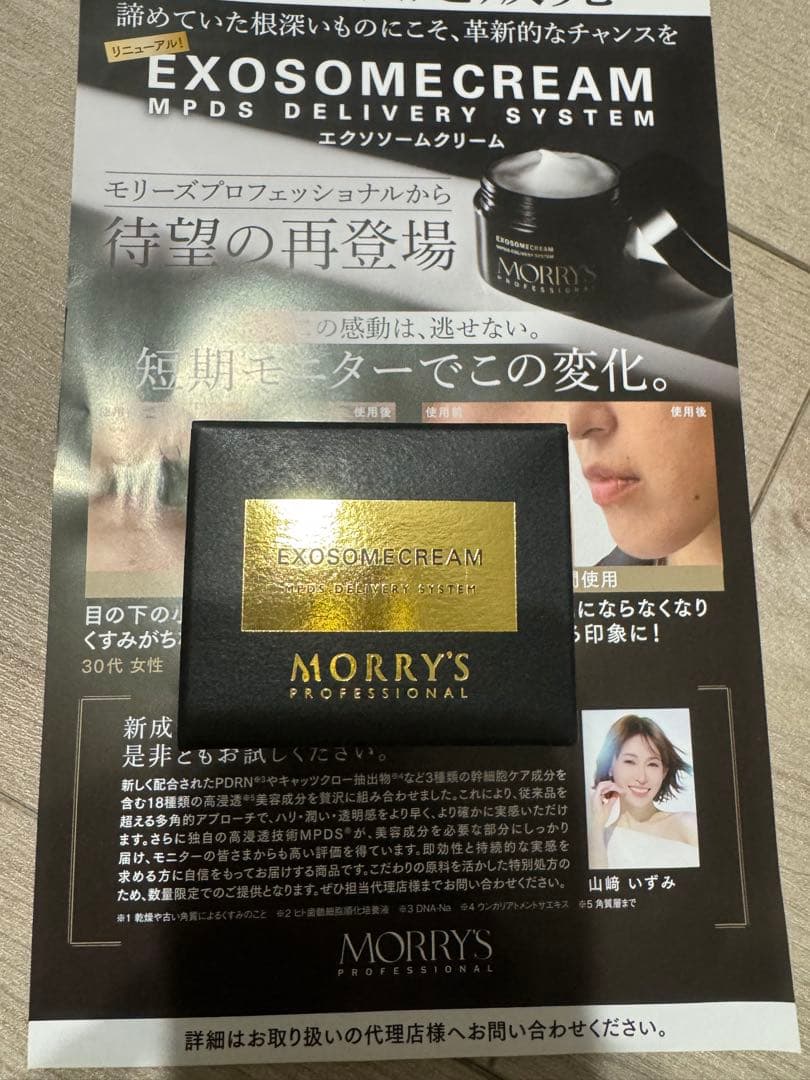 諦めていた根深いものにこそ、革新的なチャンスを
リニューアル!
EXOSOMECREAM
MPDS DELIVERY SYSTEM
エクソソームクリーム
モリーズプロフェッショナルから
待望の再登場
EXOSOMECREAM
MPDS DELIVERY SYSTEM
MORRY'S
PROFESSIONAL
の感動は、逃せない。
短期モニターでこの変化。
使用後
使用前
使用後
EXOSOMECREAM
MPDS DELIVERY SYSTEM
MORRY'S
PROFESSIONAL
間使用
目の下の小
にならなくなり
くすみがち
印象に!
30代 女性
新成
是非ともお試しください。
新しく配合されたPDRN※3やキャッツクロー抽出物※4など3種類の幹細胞ケア成分を
含む18種類の高浸透※5美容成分を贅沢に組み合わせました。これにより、従来品を
超える多角的アプローチで、ハリ・潤い・透明感をより早く、より確かに実感いただけ
ます。さらに独自の高浸透技術MPDS®が、美容成分を必要な部分にしっかり
届け、モニターの皆さまからも高い評価を得ています。即効性と持続的な実感を
求める方に自信をもってお届けする商品です。こだわりの原料を活かした特別処方の
ため、数量限定でのご提供となります。ぜひ担当代理店様までお問い合わせください。
山﨑 いずみ
※1 乾燥や古い角質によるくすみのこと ※2 ヒト歯髄細胞順化培養液 ※3 DNA-Na ※4 ウンカリアトメントサエキス ※5 角質層まで
MORRY'S
PROFESSIONAL
詳細はお取り扱いの代理店様へお問い合わせください。